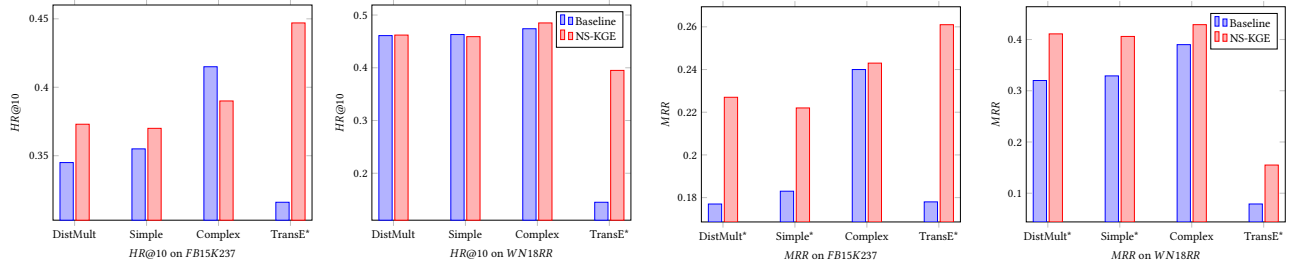 0.45
0.4
0.35
HR@10
DistMult
Simple
Complex
TransE*
HR@10 on FB15K237
0.5
0.4
0.3
0.2
HR@10
Baseline
NS-KGE
DistMult
Simple
Complex
TransE*
HR@10 on WN18RR
0.26
0.24
0.22
0.2
0.18
MRR
DistMult*
Simple*
Complex
TransE*
MRR on FB15K237
0.4
0.3
0.2
0.1
MRR
Baseline
NS-KGE
DistMult*
Simple*
Complex
TransE*
MRR on WN18RR